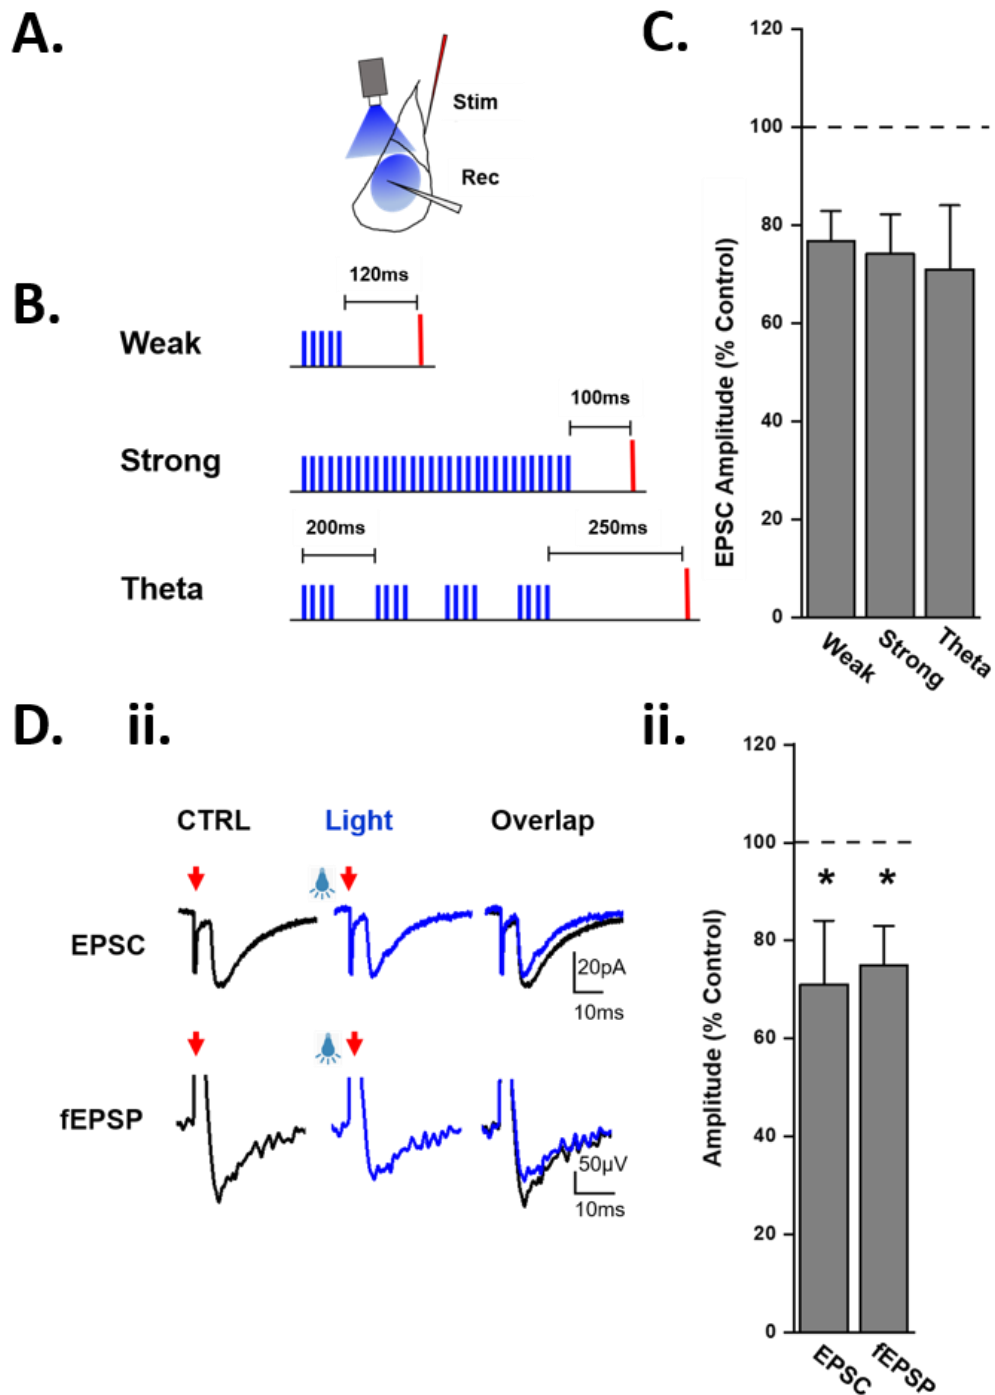 A.
Stim
Rec
B.
120ms
Weak
100ms
Strong
200ms
250ms
Theta
C.
120
100
80
60
40
20
0
EPSC Amplitude (% Control)
Weak
Strong
Theta
D.
ii.
CTRL
Light
Overlap
EPSC
20pA
10ms
fEPSP
50µV
10ms
ii.
120
100
* *
80
60
40
20
0
Amplitude (% Control)
EPSC
fEPSP